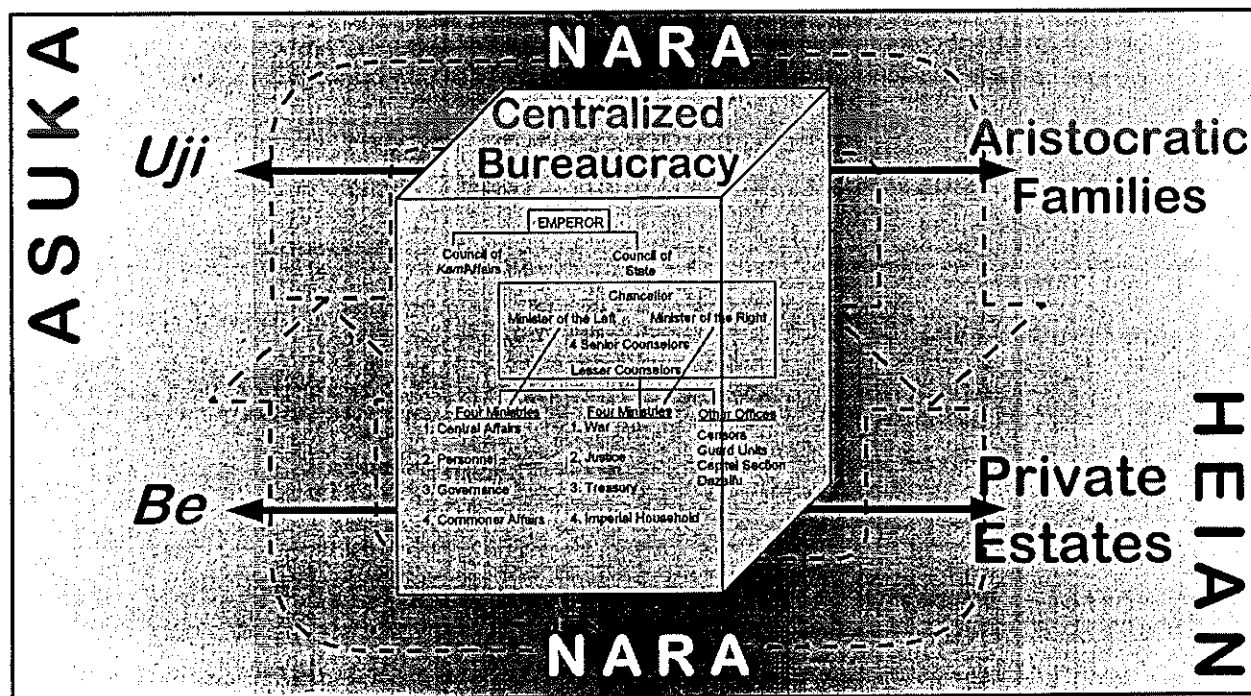 NARA
ASUKA
Centralized
Bureaucracy
Uji
Aristocratic
Families
EMPEROR
Council of
Kami Affairs
Council of
State
Chancellor
Minister of the Left
Minister of the Right
4 Senior Counselors
Lesser Counselors
Four Ministries
1. Central Affairs
2. Personnel
3. Governance
4. Commoner Affairs
Four Ministries
1. War
2. Justice
3. Treasury
4. Imperial Household
Other Offices
Censors
Guard Units
Capital Section
Dazaifu
Be
Private
Estates
HEIAN
NARA